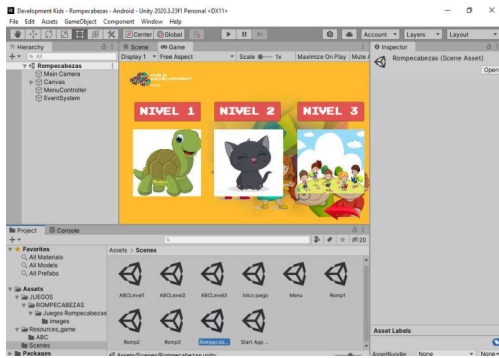 Development Kids - Rompecabezas - Android - Unity 2020.3.23f1 Personal <DX11>
File Edit Assets GameObject Component Window Help
Center Global Account Layers Layout
Hierarchy Scene Game Inspector
All Display 1 Free Aspect Scale 1x Maximize On Play Mute
Rompecabezas
Main Camera
Canvas
MenuController
EventSystem
Rompecabezas (Scene Asset)
Open
NIVEL 1 NIVEL 2 NIVEL 3
Project Console
20
Favorites
All Materials
All Models
All Prefabs
Assets
JUEGOS
ROMPECABEZAS
Juegos Rompecabezas
Images
Resources_game
ABC
Scenes
Packages
Assets > Scenes
ABCLevel1 ABCLevel2 ABCLevel3 Inicio juego Menu Romp1
Romp2 Romp3 Rompecab... Start App ...
Assets/Scenes/Rompecabezas.unity
Asset Labels
AssetBundle None None